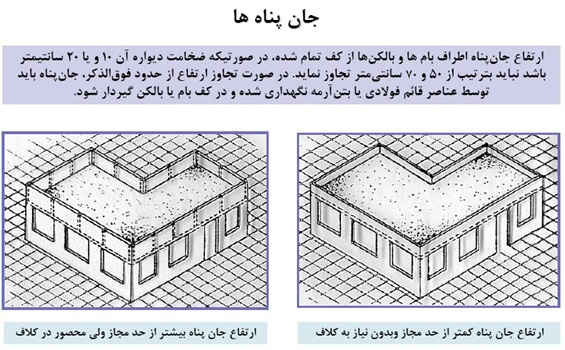 جان پناه ها
ارتفاع جان‌پناه اطراف بام ها و بالکن‌ها از کف تمام شده، در صورتیکه ضخامت دیواره آن ۱۰ و یا ۲۰ سانتیمتر
باشد نباید بترتیب از ۵۰ و ۷۰ سانتی‌متر تجاوز نماید. در صورت تجاوز ارتفاع از حدود فوق‌الذکر، جان‌پناه باید
توسط عناصر قائم فولادی یا بتن‌آرمه نگهداری شده و در کف بام یا بالکن گیردار شود.
ارتفاع جان پناه کمتر از حد مجاز وبدون نیاز به کلاف
ارتفاع جان پناه بیشتر از حد مجاز ولی محصور در کلاف